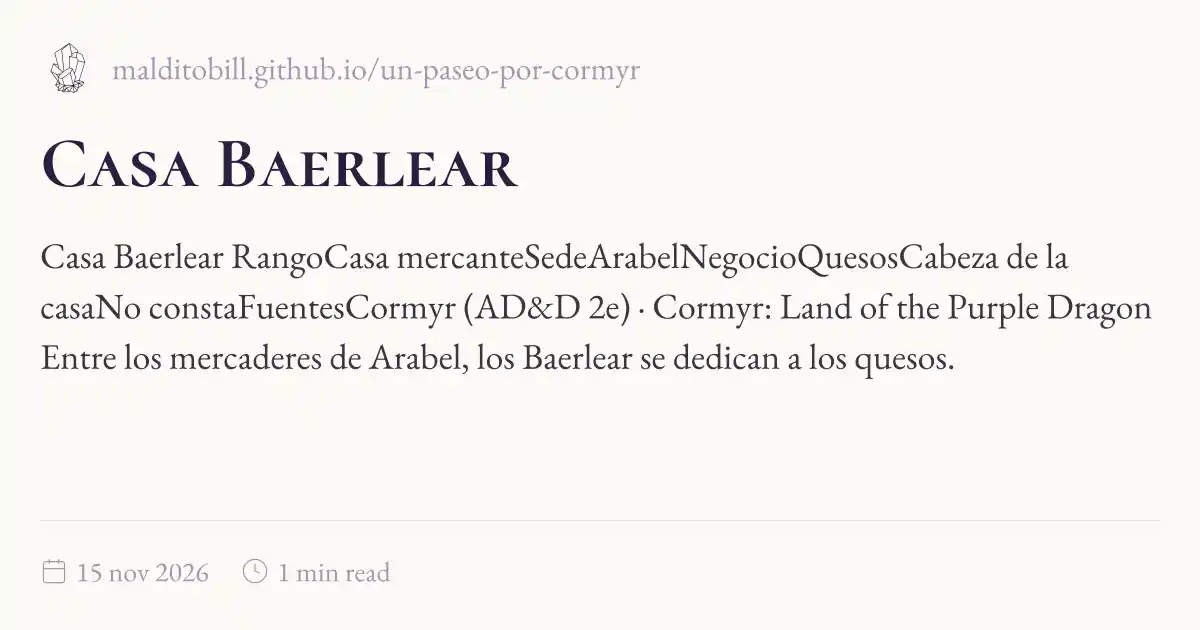 malditobill.github.io/un-paseo-por-cormyr
Casa Baerlear
Casa Baerlear RangoCasa mercanteSedeArabelNegocioQuesosCabeza de la
casaNo constaFuentesCormyr (AD&D 2e) · Cormyr: Land of the Purple Dragon
Entre los mercaderes de Arabel, los Baerlear se dedican a los quesos.
15 nov 2026
1 min read